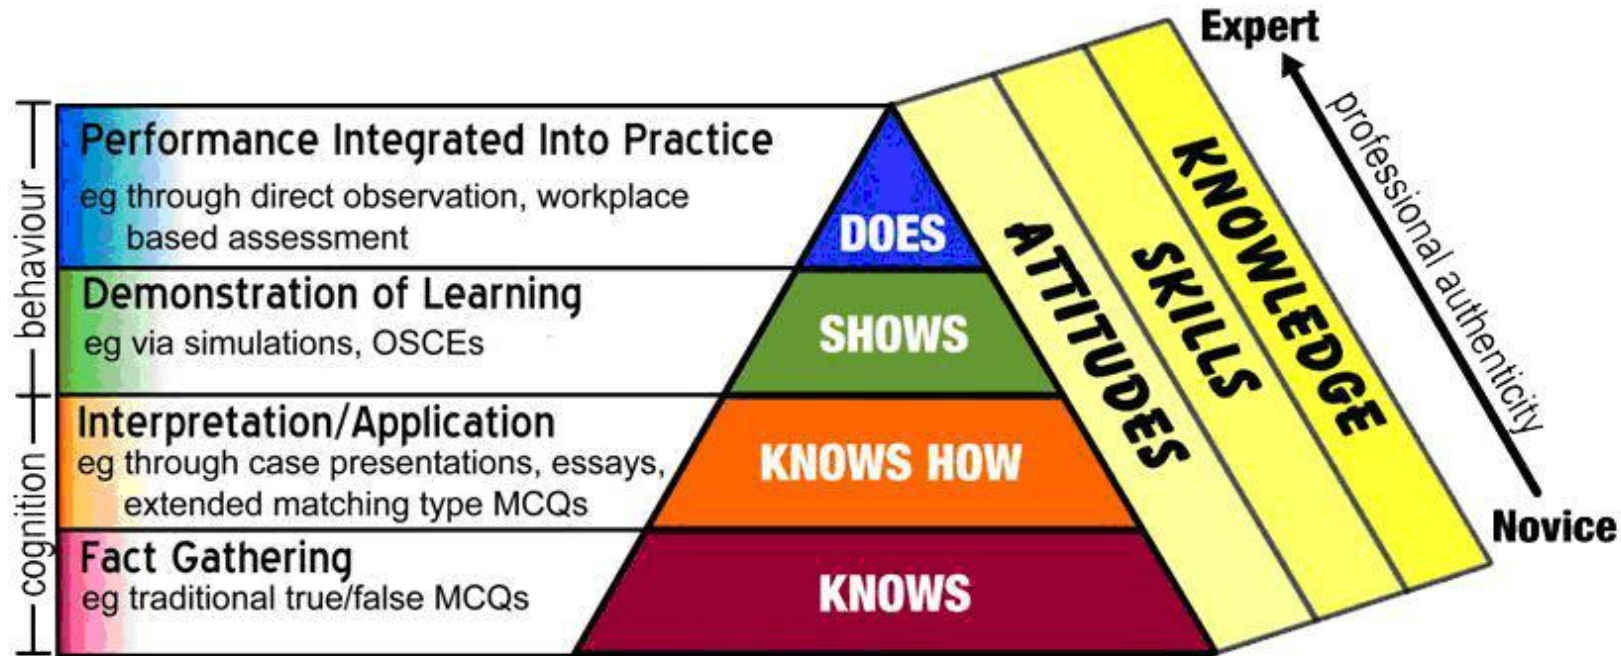 Performance Integrated Into Practice
eg through direct observation, workplace
based assessment
DOES
Demonstration of Learning
eg via simulations, OSCEs
SHOWS
Interpretation/Application
eg through case presentations, essays,
extended matching type MCQs
KNOWS HOW
Fact Gathering
eg traditional true/false MCQs
KNOWS
behaviour
cognition
ATTITUDES
SKILLS
KNOWLEDGE
Expert
professional authenticity
Novice